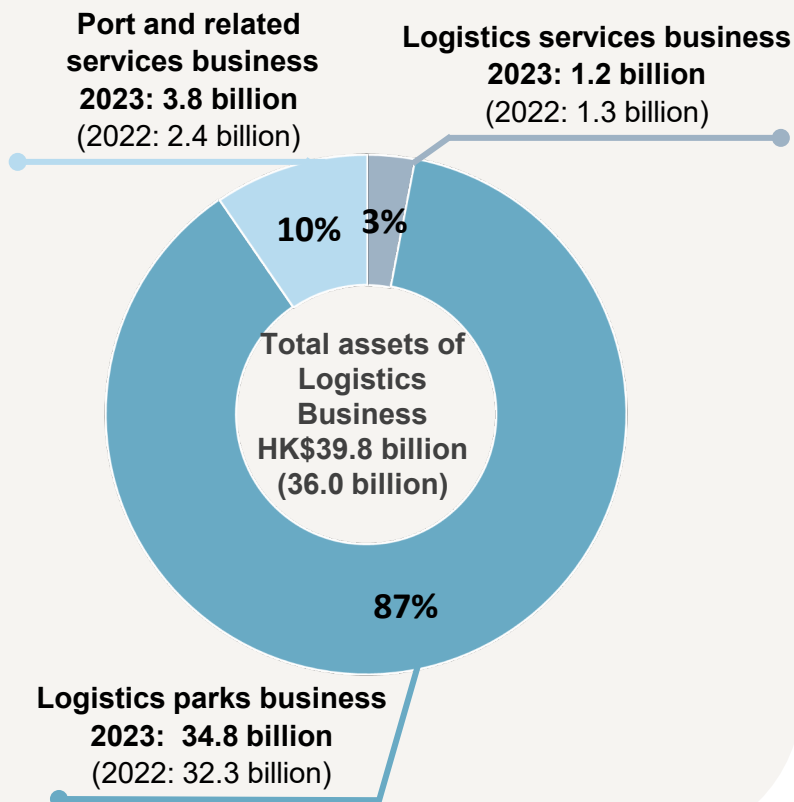 Port and related
services business
2023: 3.8 billion
(2022: 2.4 billion)
Logistics services business
2023: 1.2 billion
(2022: 1.3 billion)
10%
3%
Total assets of
Logistics
Business
HK$39.8 billion
(36.0 billion)
87%
Logistics parks business
2023: 34.8 billion
(2022: 32.3 billion)